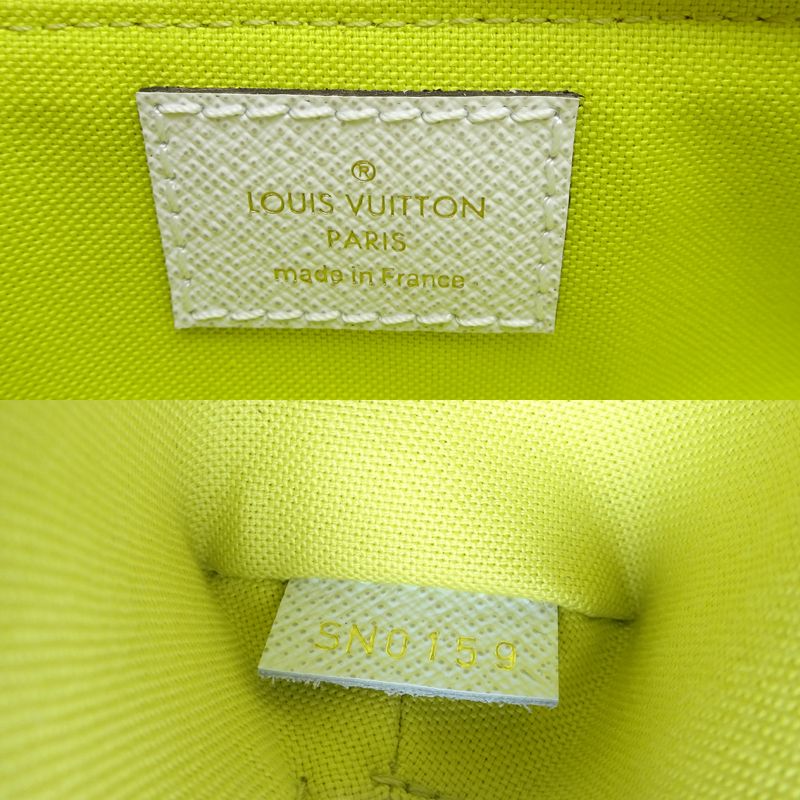 ®
LOUIS VUITTON
PARIS
made in France
SN0159